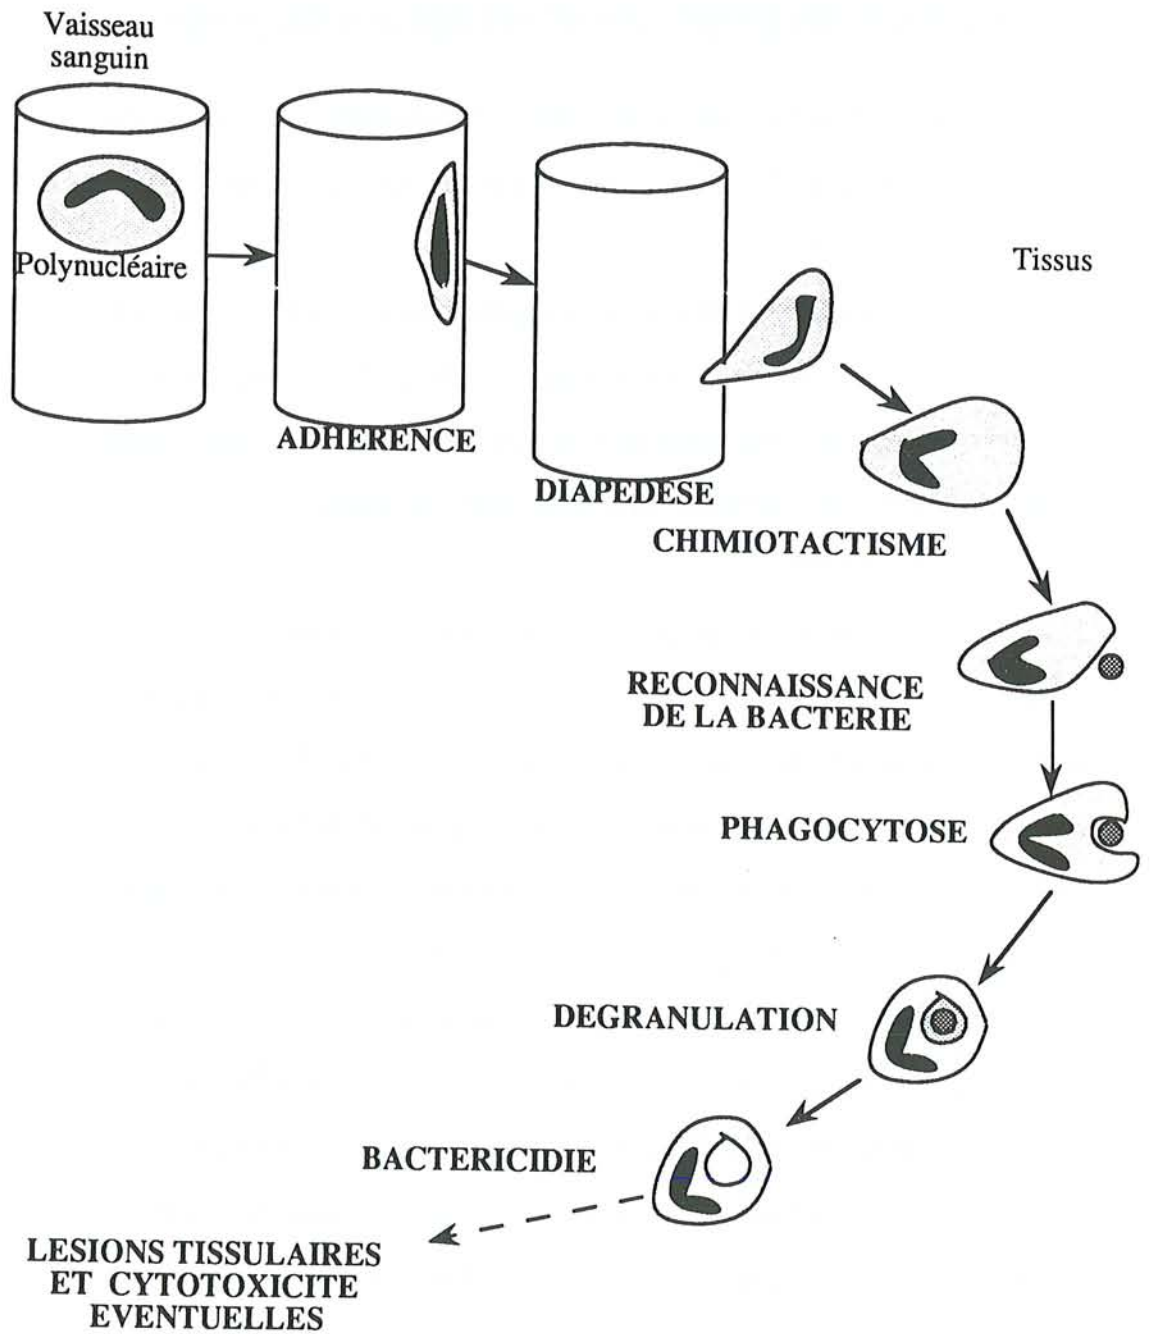 Vaisseau
sanguin
Polynucléaire
Tissus
ADHERENCE
DIAPEDESE
CHIMIOTACTISME
RECONNAISSANCE
DE LA BACTERIE
PHAGOCYTOSE
DEGRANULATION
BACTERICIDIE
LESIONS TISSULAIRES
ET CYTOTOXICITE
EVENTUELLES